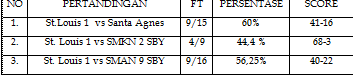 NO PERTANDINGAN FT PERSENTASE SCORE
1. St.Louis 1 vs Santa Agnes 9/15 60% 41-16
2. St. Louis 1 vs SMKN 2 SBY 4/9 44,4 % 68-3
3. St. Louis 1 vs SMAN 9 SBY 9/16 56,25% 40-22